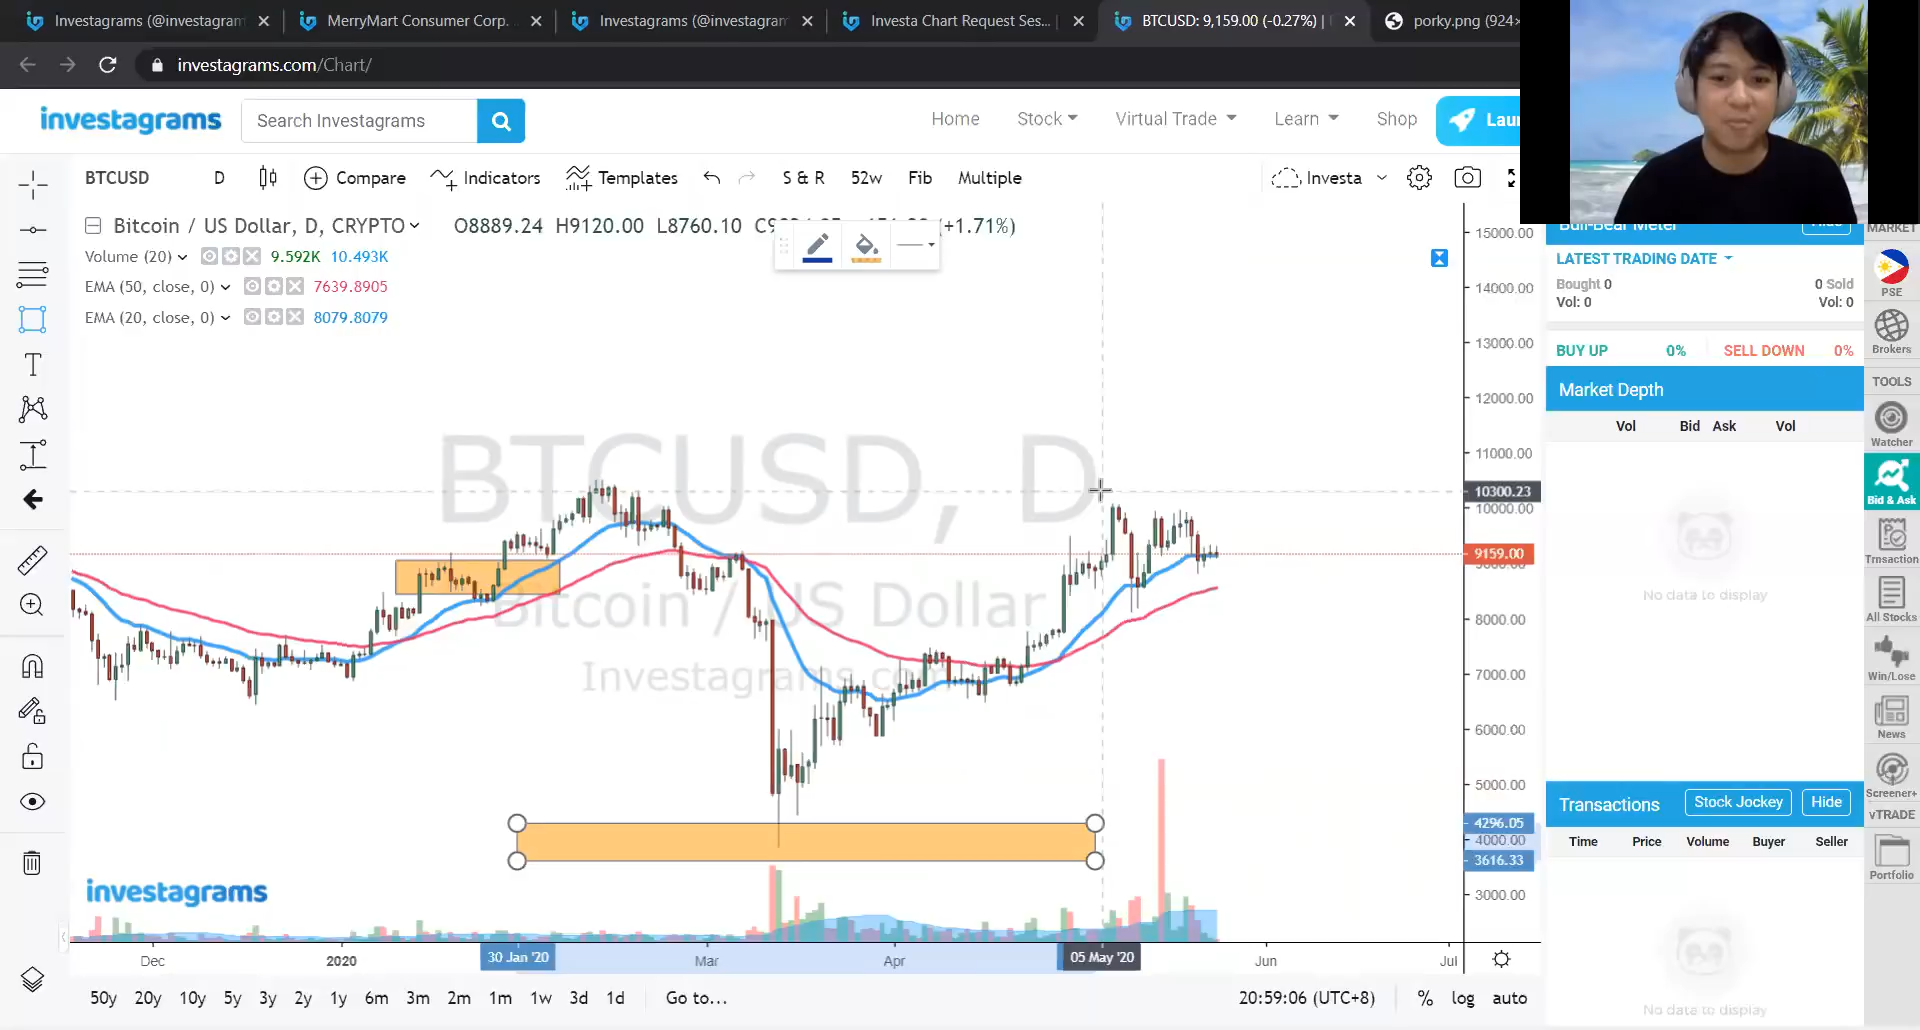 Investagrams (@investagram
MerryMart Consumer Corp.
Investagrams (@investagram
Investa Chart Request Ses...
BTCUSD: 9,159.00 (-0.27%) |
porky.png (924×
investagrams.com/Chart/
investagrams
Search Investagrams
Home
Stock
Virtual Trade
Learn
Shop
Lau
BTCUSD
D
Compare
Indicators
Templates
S & R
52w
Fib
Multiple
Investa
Bitcoin / US Dollar, D, CRYPTO
O8889.24 H9120.00 L8760.10
(+1.71%)
Volume (20)
9.592K 10.493K
EMA (50, close, 0)
7639.8905
EMA (20, close, 0)
8079.8079
BTCUSD, D
Bitcoin / US Dollar
Investagrams.com
15000.00
14000.00
13000.00
12000.00
11000.00
10300.23
10000.00
9159.00
9000.00
8000.00
7000.00
6000.00
5000.00
4296.05
4000.00
3616.33
3000.00
investagrams
Dec
2020
30 Jan '20
Mar
Apr
05 May '20
Jun
Jul
50y 20y 10y 5y 3y 2y 1y 6m 3m 2m 1m 1w 3d 1d
Go to...
20:59:06 (UTC+8)
% log auto
Bull-Bear Meter
Hide
LATEST TRADING DATE
Bought 0
0 Sold
Vol: 0
Vol: 0
BUY UP 0%
SELL DOWN 0%
Market Depth
Vol Bid Ask Vol
No data to display
Transactions
Stock Jockey
Hide
Time Price Volume Buyer Seller
No data to display
MARKET
PSE
Brokers
TOOLS
Watcher
Bid & Ask
Trnsaction
All Stocks
Win/Lose
News
Screener+
vTRADE
Portfolio